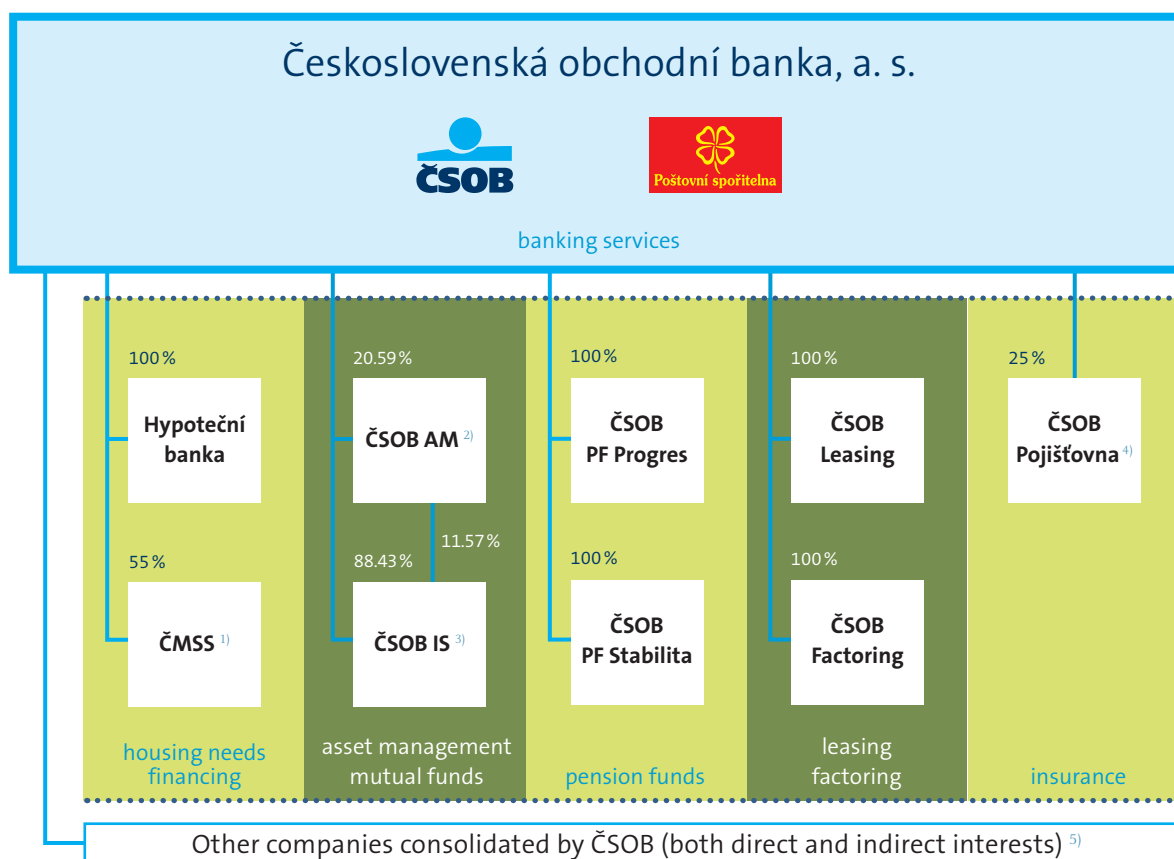 Československá obchodní banka, a. s.
ČSOB
Poštovní spořitelna
banking services
100 %
Hypoteční
banka
55 %
ČMSS 1)
housing needs
financing
20.59 %
ČSOB AM 2)
11.57 %
88.43 %
ČSOB IS 3)
asset management
mutual funds
100 %
ČSOB
PF Progres
100 %
ČSOB
PF Stabilita
pension funds
100 %
ČSOB
Leasing
100 %
ČSOB
Factoring
leasing
factoring
25 %
ČSOB
Pojišťovna 4)
insurance
Other companies consolidated by ČSOB (both direct and indirect interests) 5)